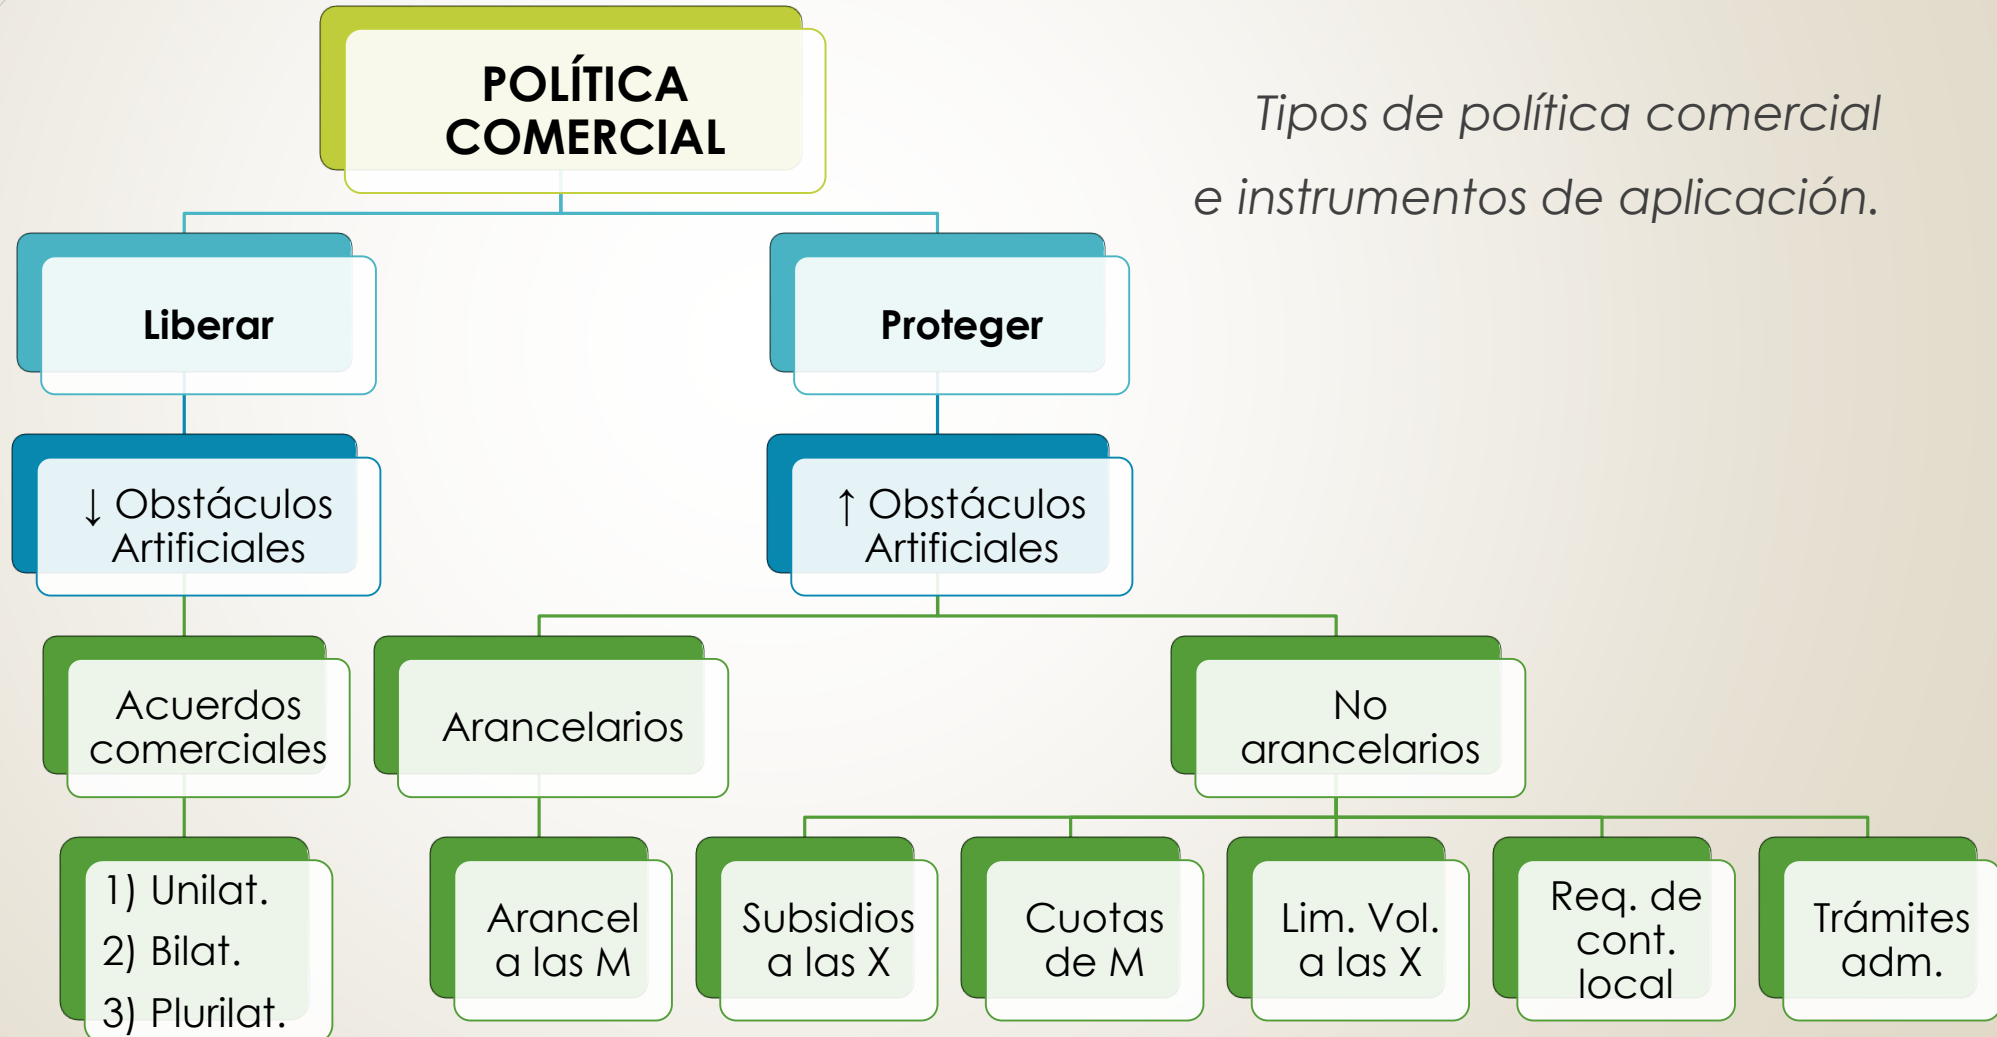 POLÍTICA
COMERCIAL
Tipos de política comercial
e instrumentos de aplicación.
Liberar
Proteger
↓ Obstáculos
Artificiales
↑ Obstáculos
Artificiales
Acuerdos
comerciales
Arancelarios
No
arancelarios
1) Unilat.
2) Bilat.
3) Plurilat.
Arancel
a las M
Subsidios
a las X
Cuotas
de M
Lim. Vol.
a las X
Req. de
cont.
local
Trámites
adm.